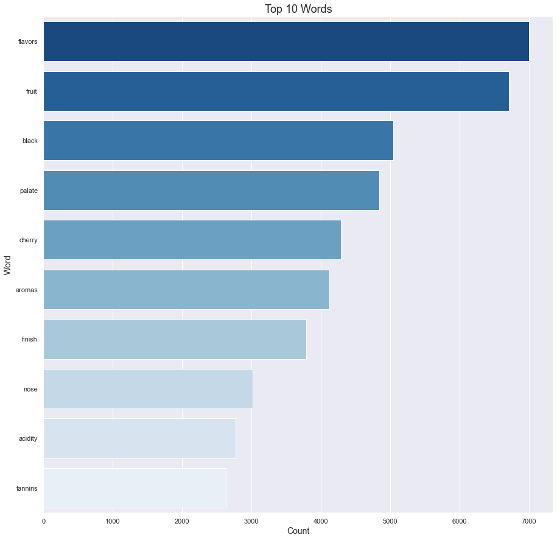 Top 10 Words
flavors
fruit
black
palate
cherry
aromas
finish
nose
acidity
tannins
Word
0 1000 2000 3000 4000 5000 6000 7000
Count